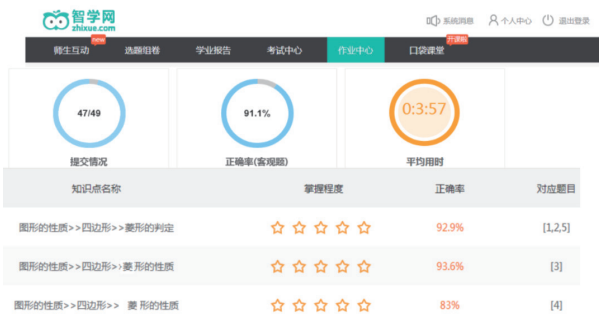 智学网
zhixue.com
系统消息 个人中心 退出登录
师生互动 new 选题组卷 学业报告 考试中心 作业中心 口袋课堂 开课啦
47/49 91.1% 0:3:57
提交情况 正确率(客观题) 平均用时
知识点名称 掌握程度 正确率 对应题目
图形的性质>>四边形>>菱形的判定 92.9% [1,2,5]
图形的性质>>四边形>>菱形的性质 93.6% [3]
图形的性质>>四边形>> 菱形的性质 83% [4]